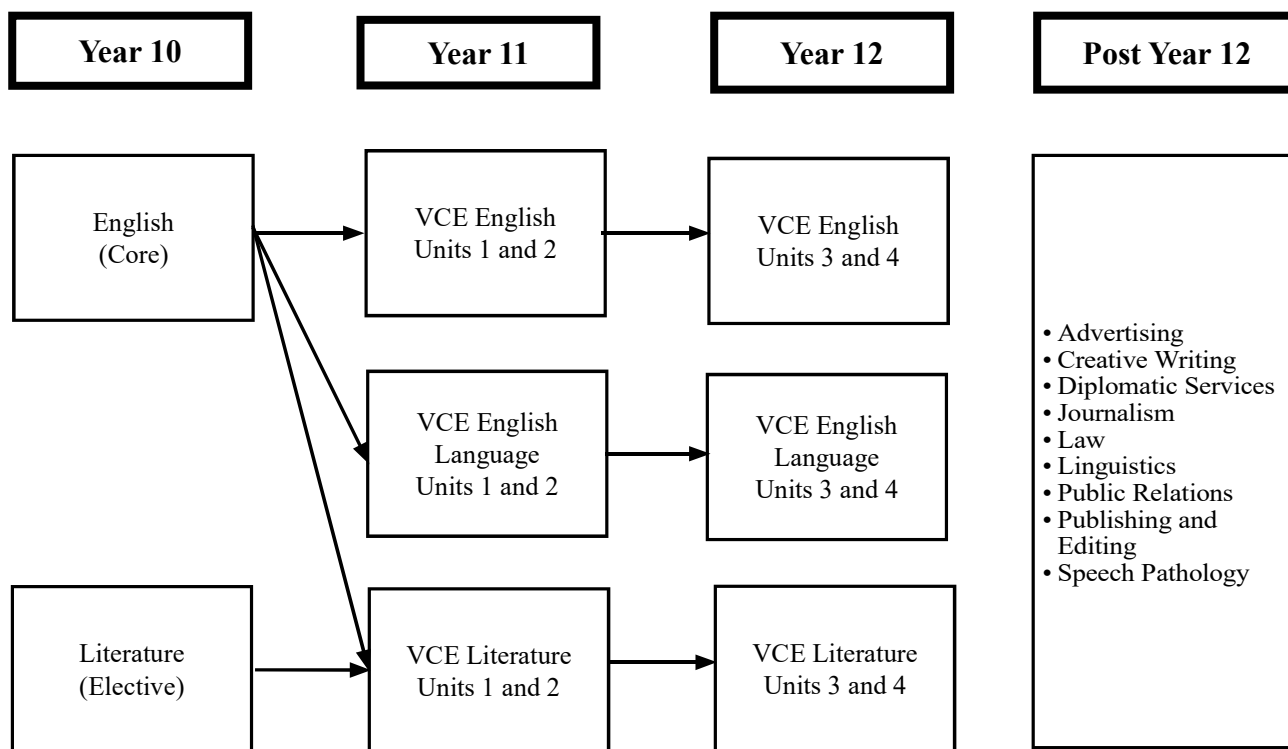 Year 10
Year 11
Year 12
Post Year 12
English
(Core)
VCE English
Units 1 and 2
VCE English
Units 3 and 4
VCE English
Language
Units 1 and 2
VCE English
Language
Units 3 and 4
Literature
(Elective)
VCE Literature
Units 1 and 2
VCE Literature
Units 3 and 4
• Advertising
• Creative Writing
• Diplomatic Services
• Journalism
• Law
• Linguistics
• Public Relations
• Publishing and
Editing
• Speech Pathology